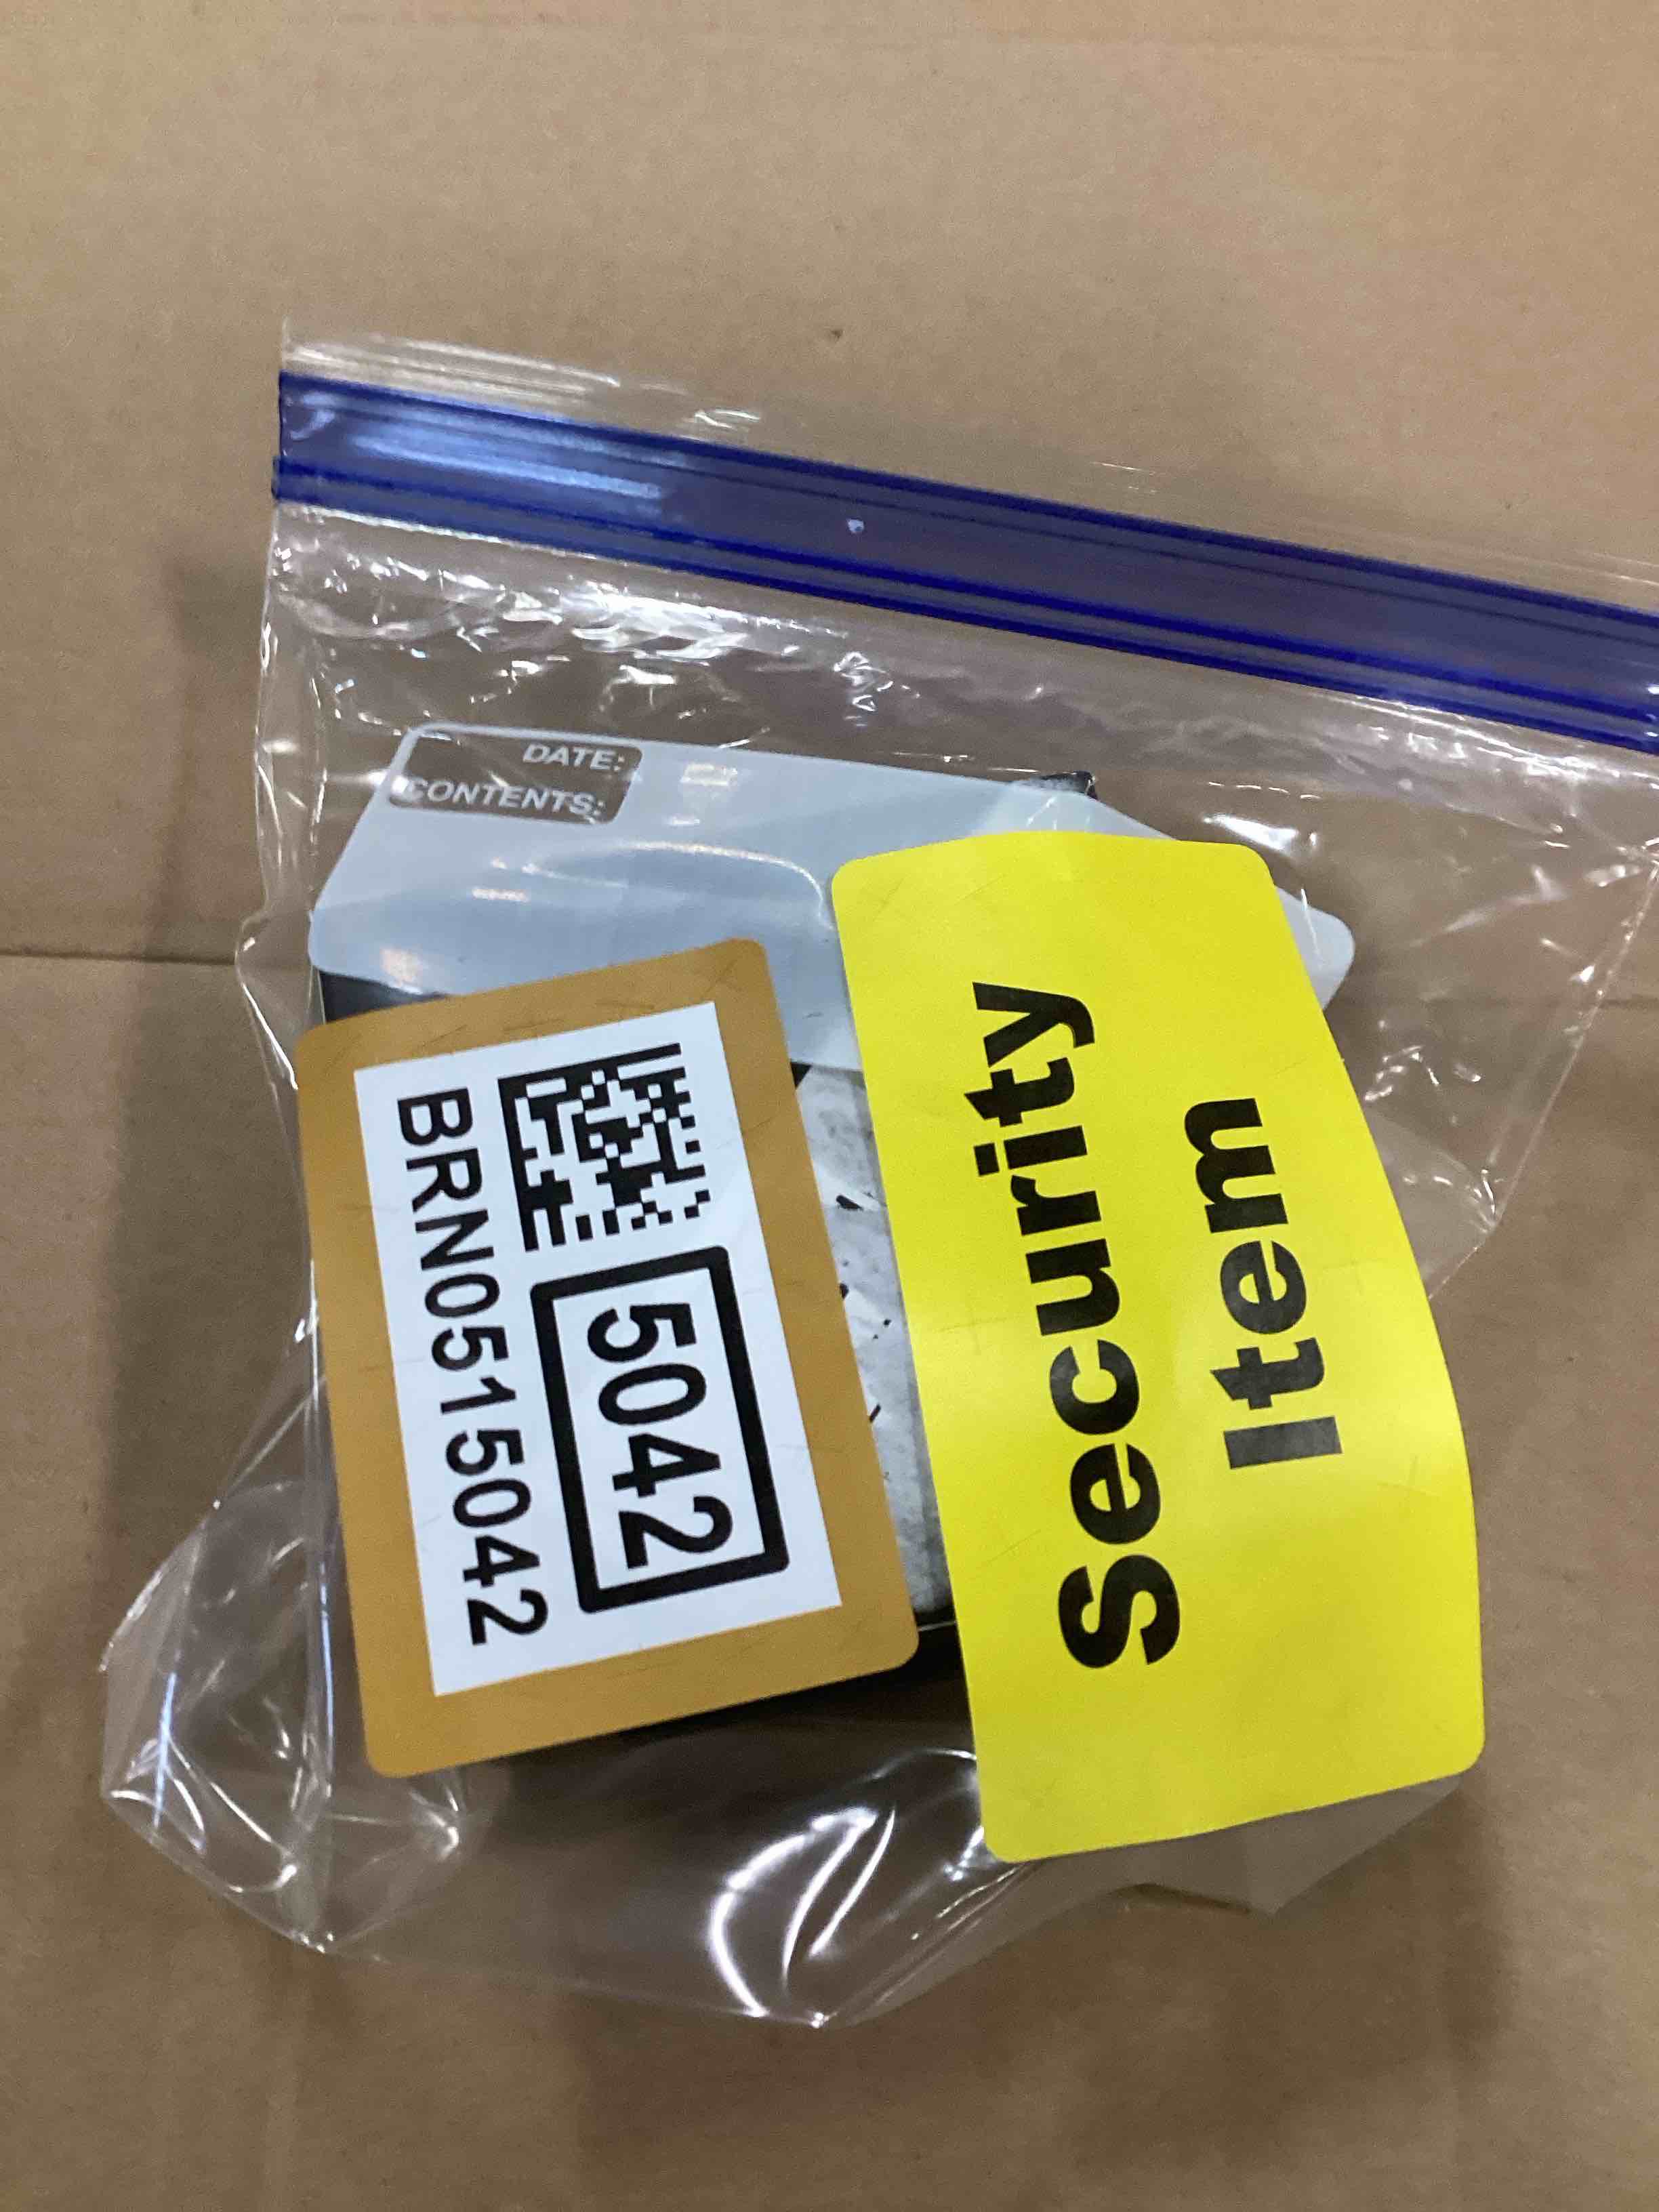 DATE:
CONTENTS:
BRN0515042
5042
Security
Item